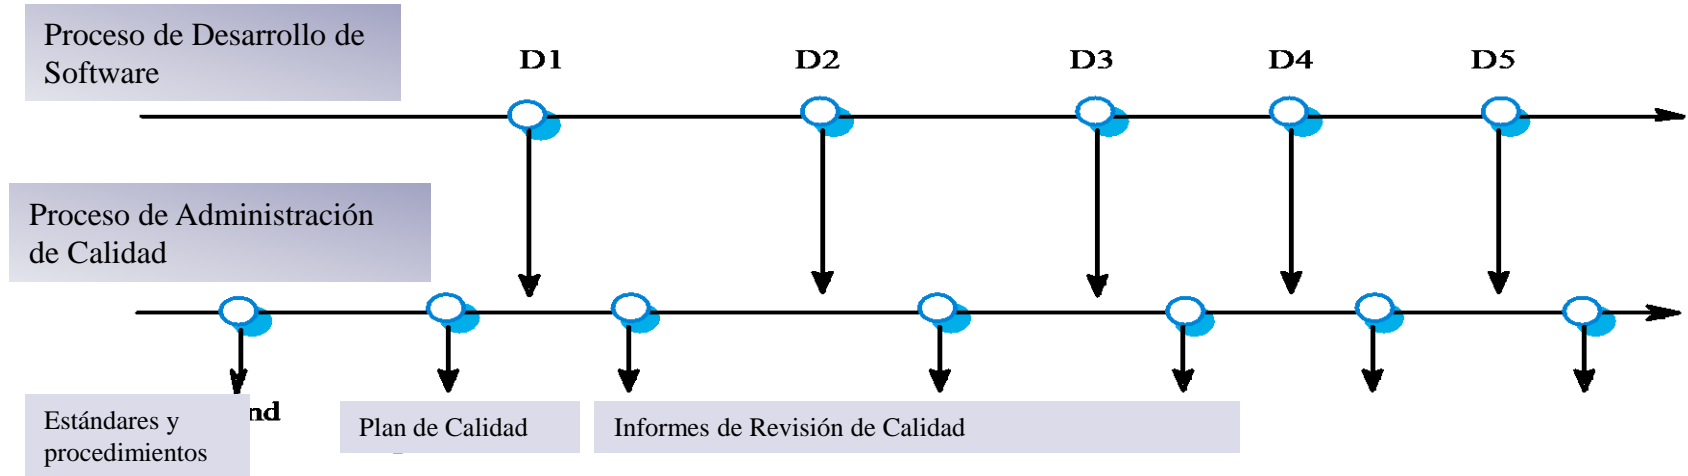 Proceso de Desarrollo de
Software
D1
D2
D3
D4
D5
Proceso de Administración
de Calidad
nd
Estándares y
procedimientos
Plan de Calidad
Informes de Revisión de Calidad